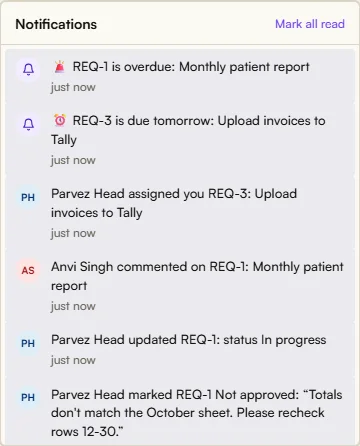 Notifications
Mark all read
🚨 REQ-1 is overdue: Monthly patient report
just now
⏰ REQ-3 is due tomorrow: Upload invoices to
Tally
just now
PH
Parvez Head assigned you REQ-3: Upload
invoices to Tally
just now
AS
Anvi Singh commented on REQ-1: Monthly patient
report
just now
PH
Parvez Head updated REQ-1: status In progress
just now
PH
Parvez Head marked REQ-1 Not approved: “Totals
don't match the October sheet. Please recheck
rows 12-30.”